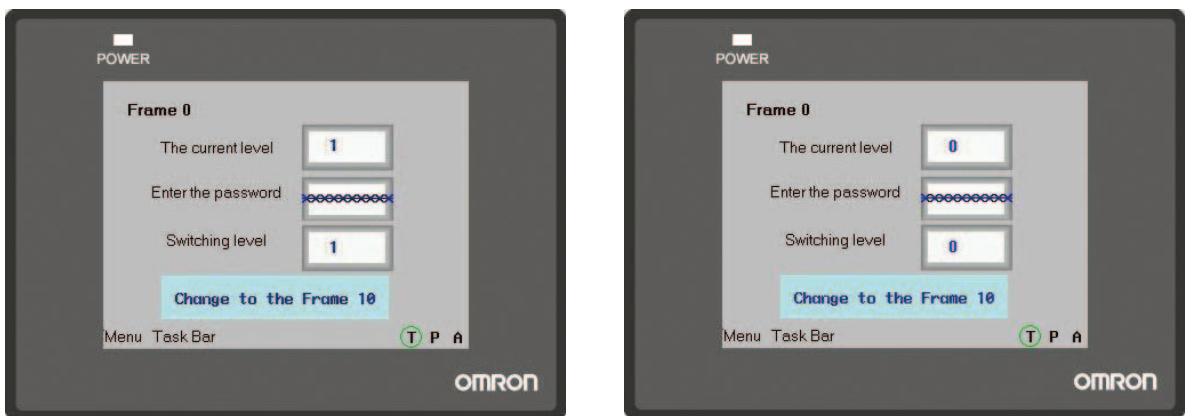 POWER
Frame 0
The current level 1
Enter the password
Switching level 1
Change to the Frame 10
Menu Task Bar T P A
OMRON
POWER
Frame 0
The current level 0
Enter the password
Switching level 0
Change to the Frame 10
Menu Task Bar T P A
OMRON